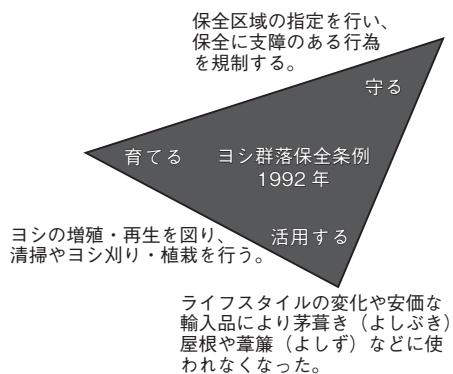 保全区域の指定を行い、
保全に支障のある行為
を規制する。
守る
育てる
ヨシ群落保全条例
1992 年
活用する
ヨシの増殖・再生を図り、
清掃やヨシ刈り・植栽を行う。
ライフスタイルの変化や安価な
輸入品により茅葺き（よしぶき）
屋根や葦簾（よしず）などに使
われなくなった。